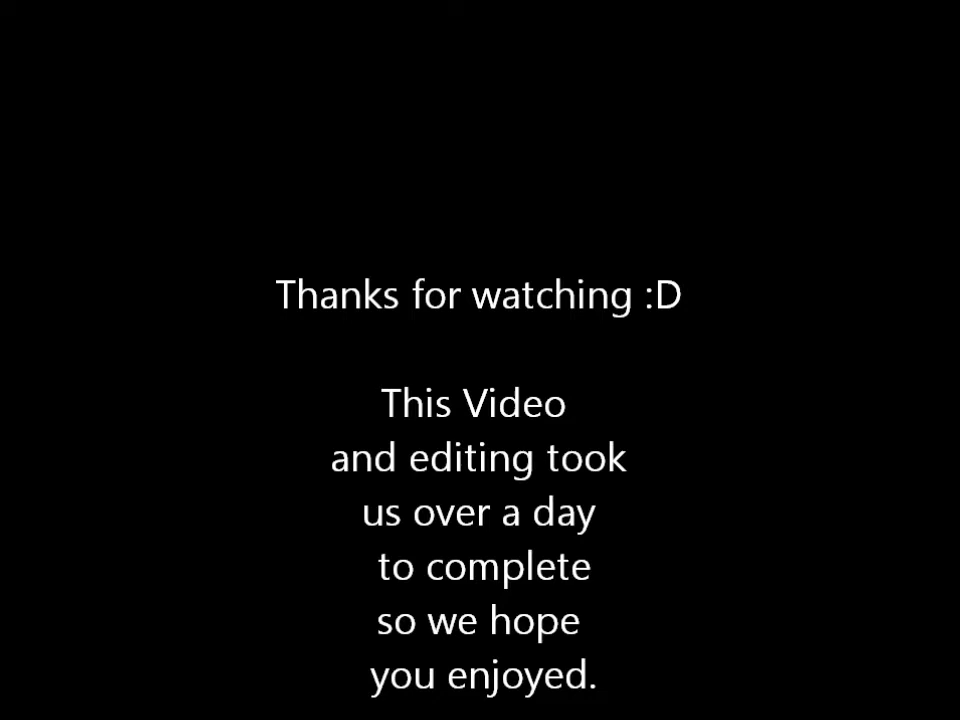 Thanks for watching :D
This Video
and editing took
us over a day
to complete
so we hope
you enjoyed.